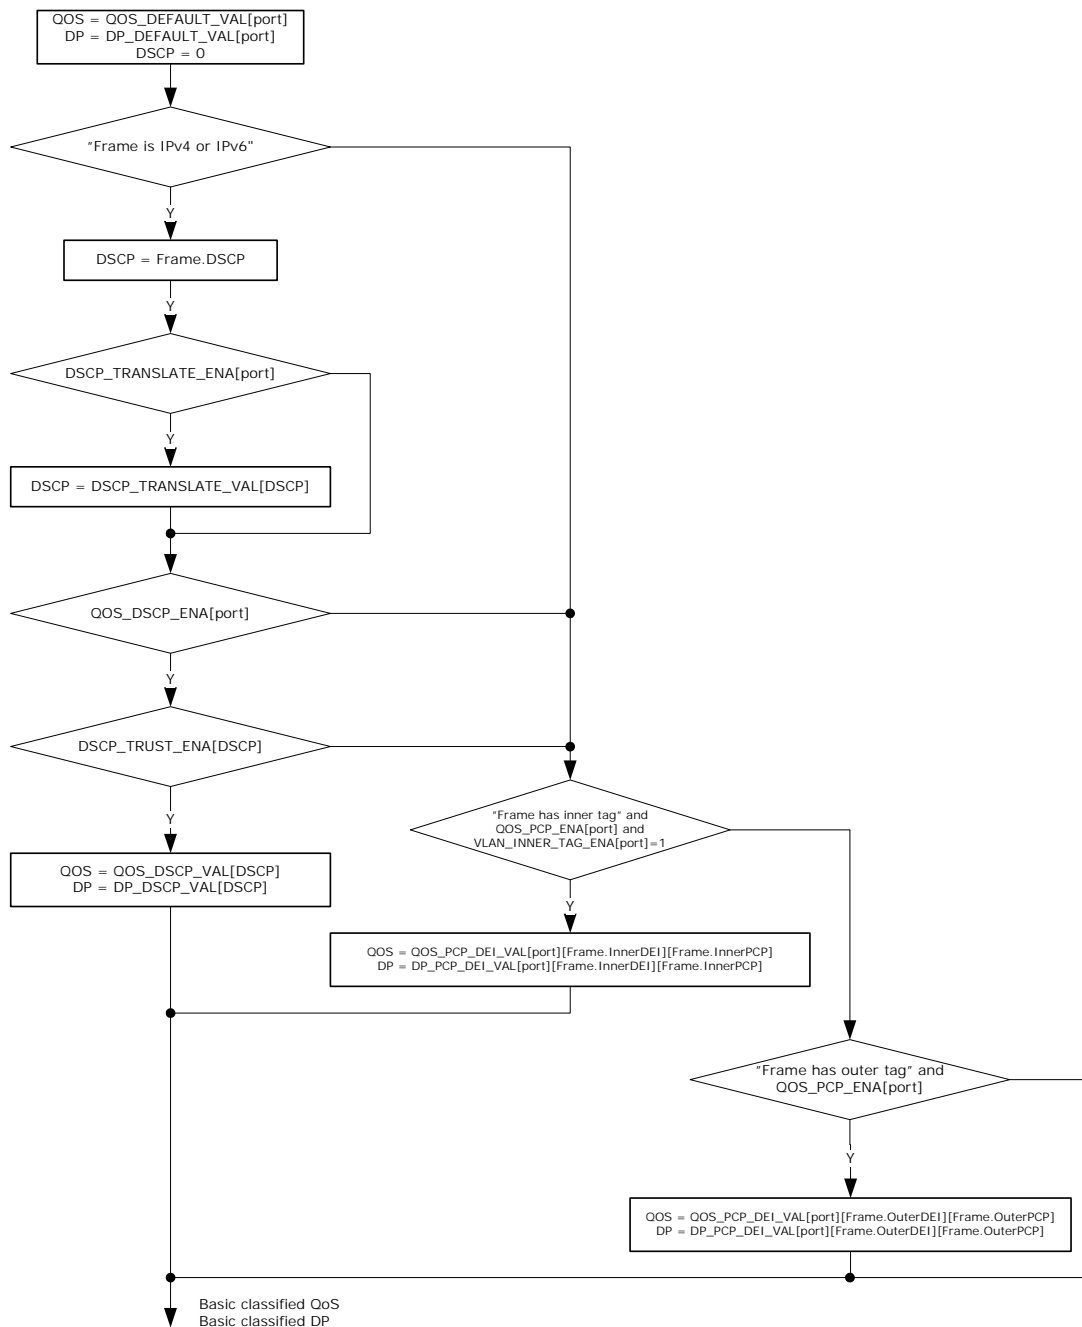 QOS = QOS_DEFAULT_VAL[port]
DP = DP_DEFAULT_VAL[port]
DSCP = 0
"Frame is IPv4 or IPv6"
Y
DSCP = Frame.DSCP
Y
DSCP_TRANSLATE_ENA[port]
Y
DSCP = DSCP_TRANSLATE_VAL[DSCP]
QOS_DSCP_ENA[port]
Y
DSCP_TRUST_ENA[DSCP]
Y
"Frame has inner tag" and
QOS_PCP_ENA[port] and
VLAN_INNER_TAG_ENA[port]=1
QOS = QOS_DSCP_VAL[DSCP]
DP = DP_DSCP_VAL[DSCP]
Y
QOS = QOS_PCP_DEI_VAL[port][Frame.InnerDEI][Frame.InnerPCP]
DP = DP_PCP_DEI_VAL[port][Frame.InnerDEI][Frame.InnerPCP]
"Frame has outer tag" and
QOS_PCP_ENA[port]
Y
QOS = QOS_PCP_DEI_VAL[port][Frame.OuterDEI][Frame.OuterPCP]
DP = DP_PCP_DEI_VAL[port][Frame.OuterDEI][Frame.OuterPCP]
Basic classified QoS
Basic classified DP